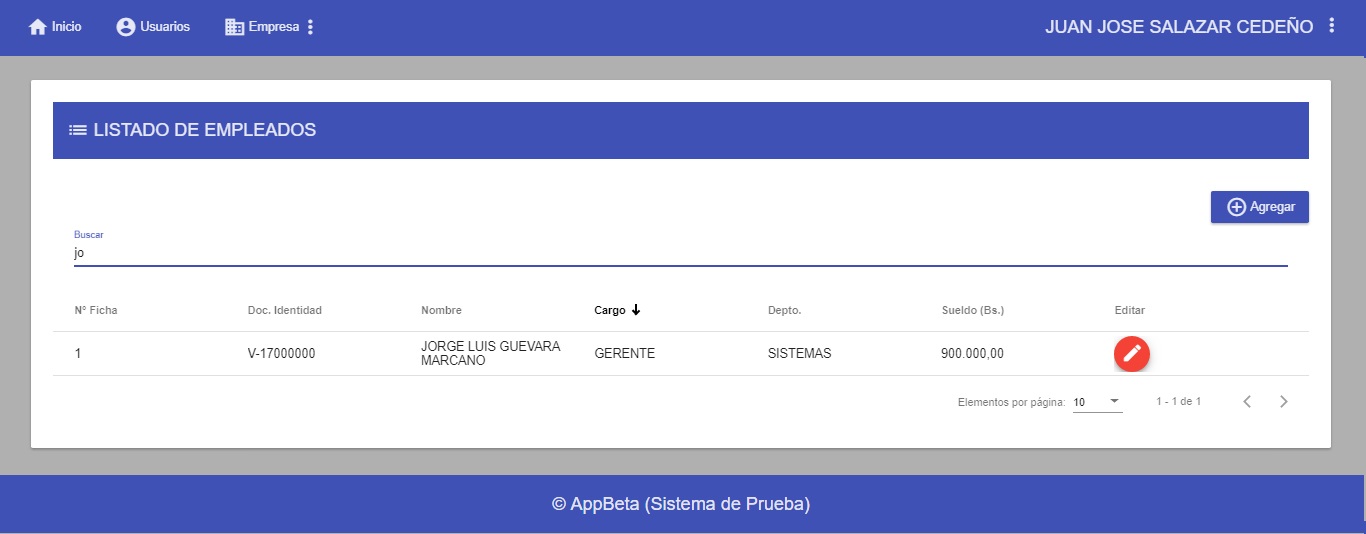 Inicio Usuarios Empresa JUAN JOSE SALAZAR CEDEÑO
LISTADO DE EMPLEADOS
Agregar
Buscar
jo
Nº Ficha Doc. Identidad Nombre Cargo Depto. Sueldo (Bs.) Editar
1 V-17000000 JORGE LUIS GUEVARA MARCANO GERENTE SISTEMAS 900.000,00
Elementos por página: 10 1 - 1 de 1
© AppBeta (Sistema de Prueba)